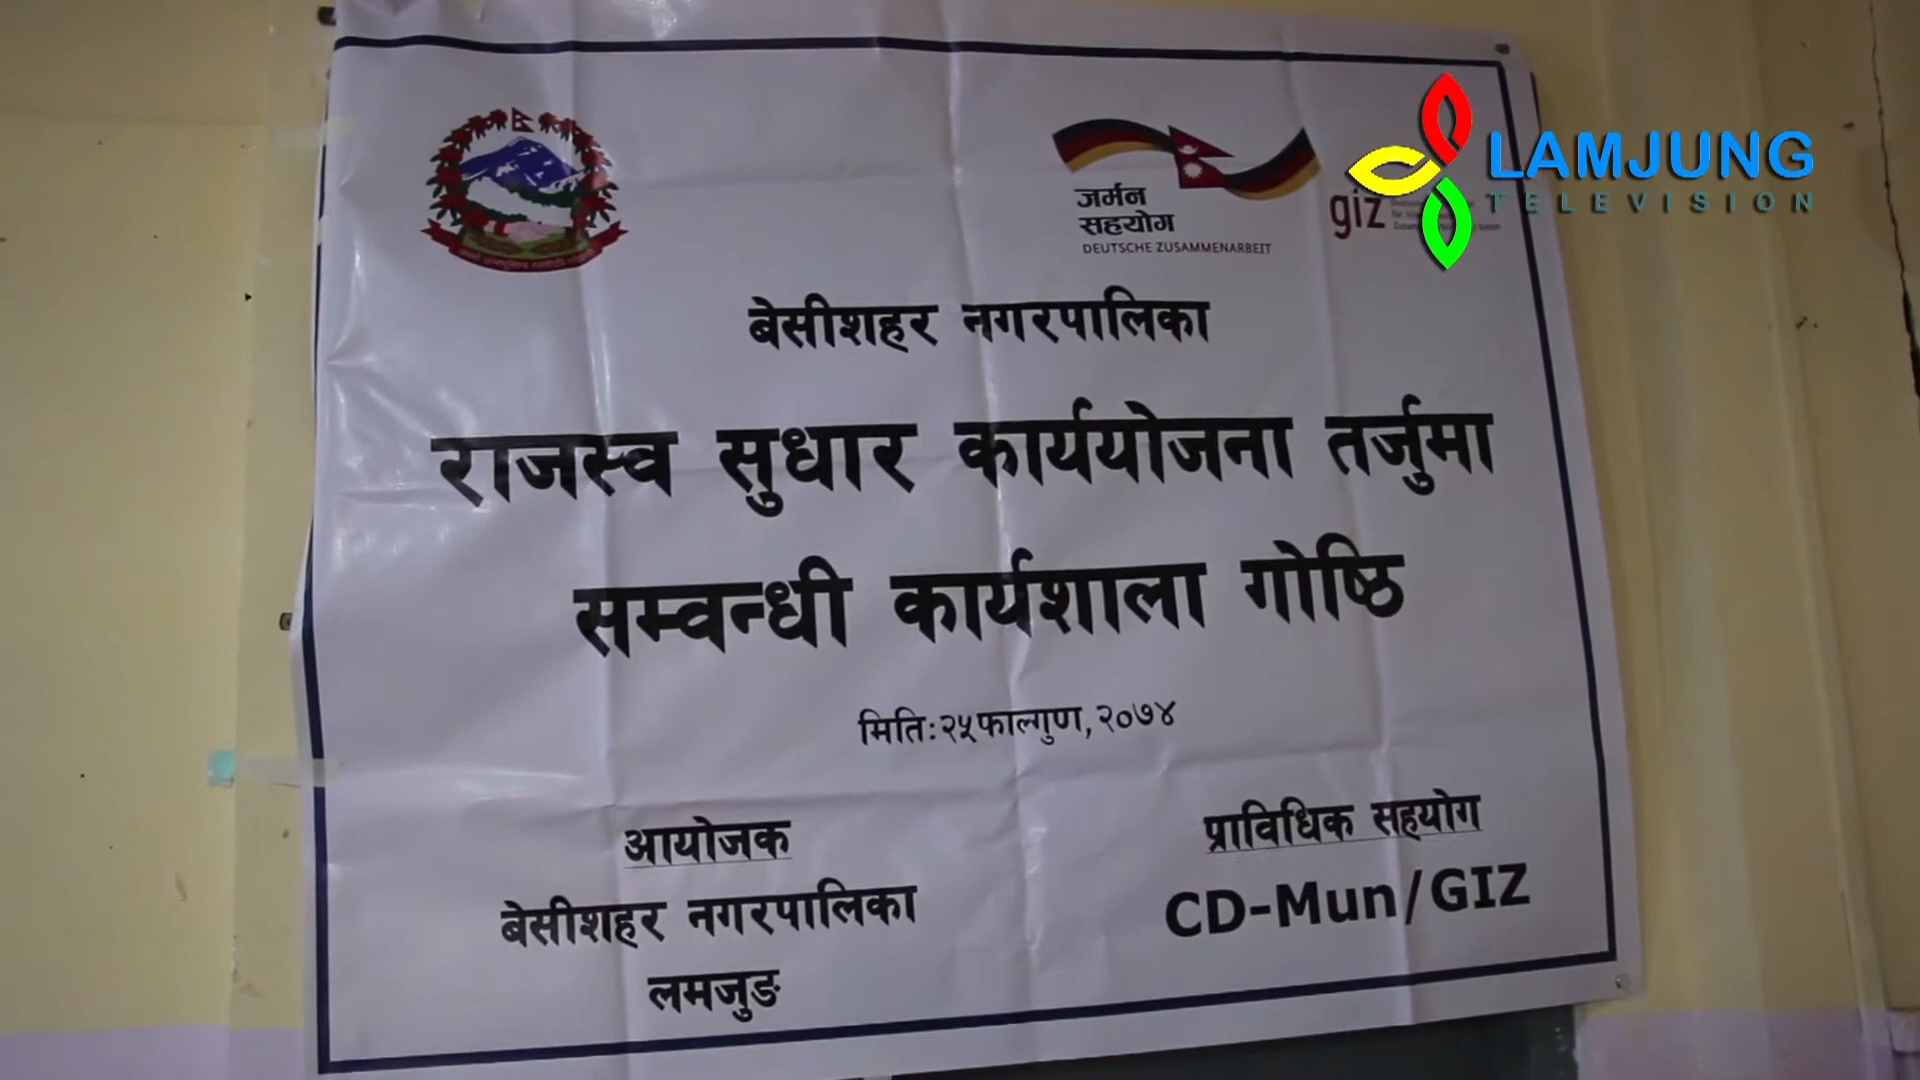 LAMJUNG
TELEVISION
जर्मन
सहयोग
DEUTSCHE ZUSAMMENARBEIT
giz
बेसीशहर नगरपालिका
राजस्व सुधार कार्ययोजना तर्जुमा
सम्वन्धी कार्यशाला गोष्ठि
मिति:२५फाल्गुण,२०७४
आयोजक
बेसीशहर नगरपालिका
लमजुङ
प्राविधिक सहयोग
CD-Mun/GIZ